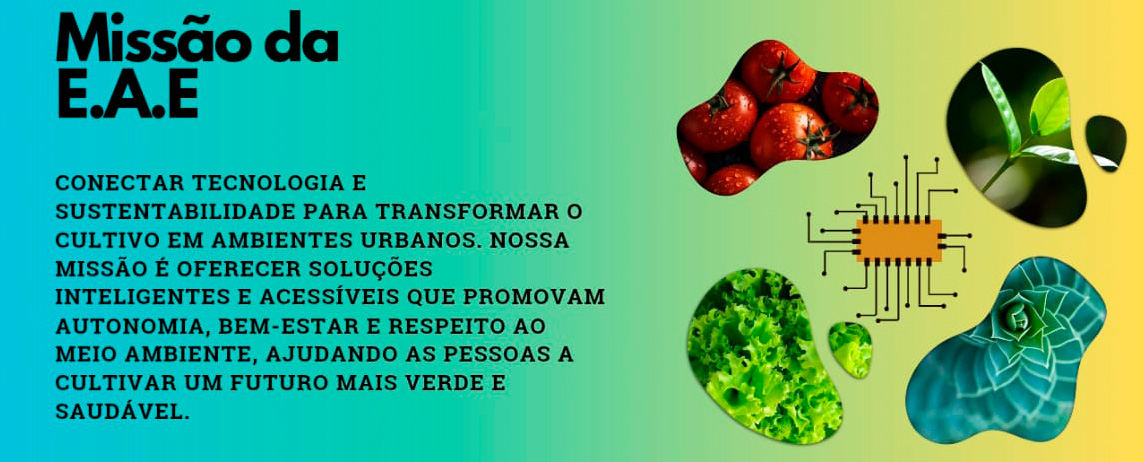 Missão da
E.A.E
CONECTAR TECNOLOGIA E
SUSTENTABILIDADE PARA TRANSFORMAR O
CULTIVO EM AMBIENTES URBANOS. NOSSA
MISSÃO É OFERECER SOLUÇÕES
INTELIGENTES E ACESSÍVEIS QUE PROMOVAM
AUTONOMIA, BEM-ESTAR E RESPEITO AO
MEIO AMBIENTE, AJUDANDO AS PESSOAS A
CULTIVAR UM FUTURO MAIS VERDE E
SAUDÁVEL.